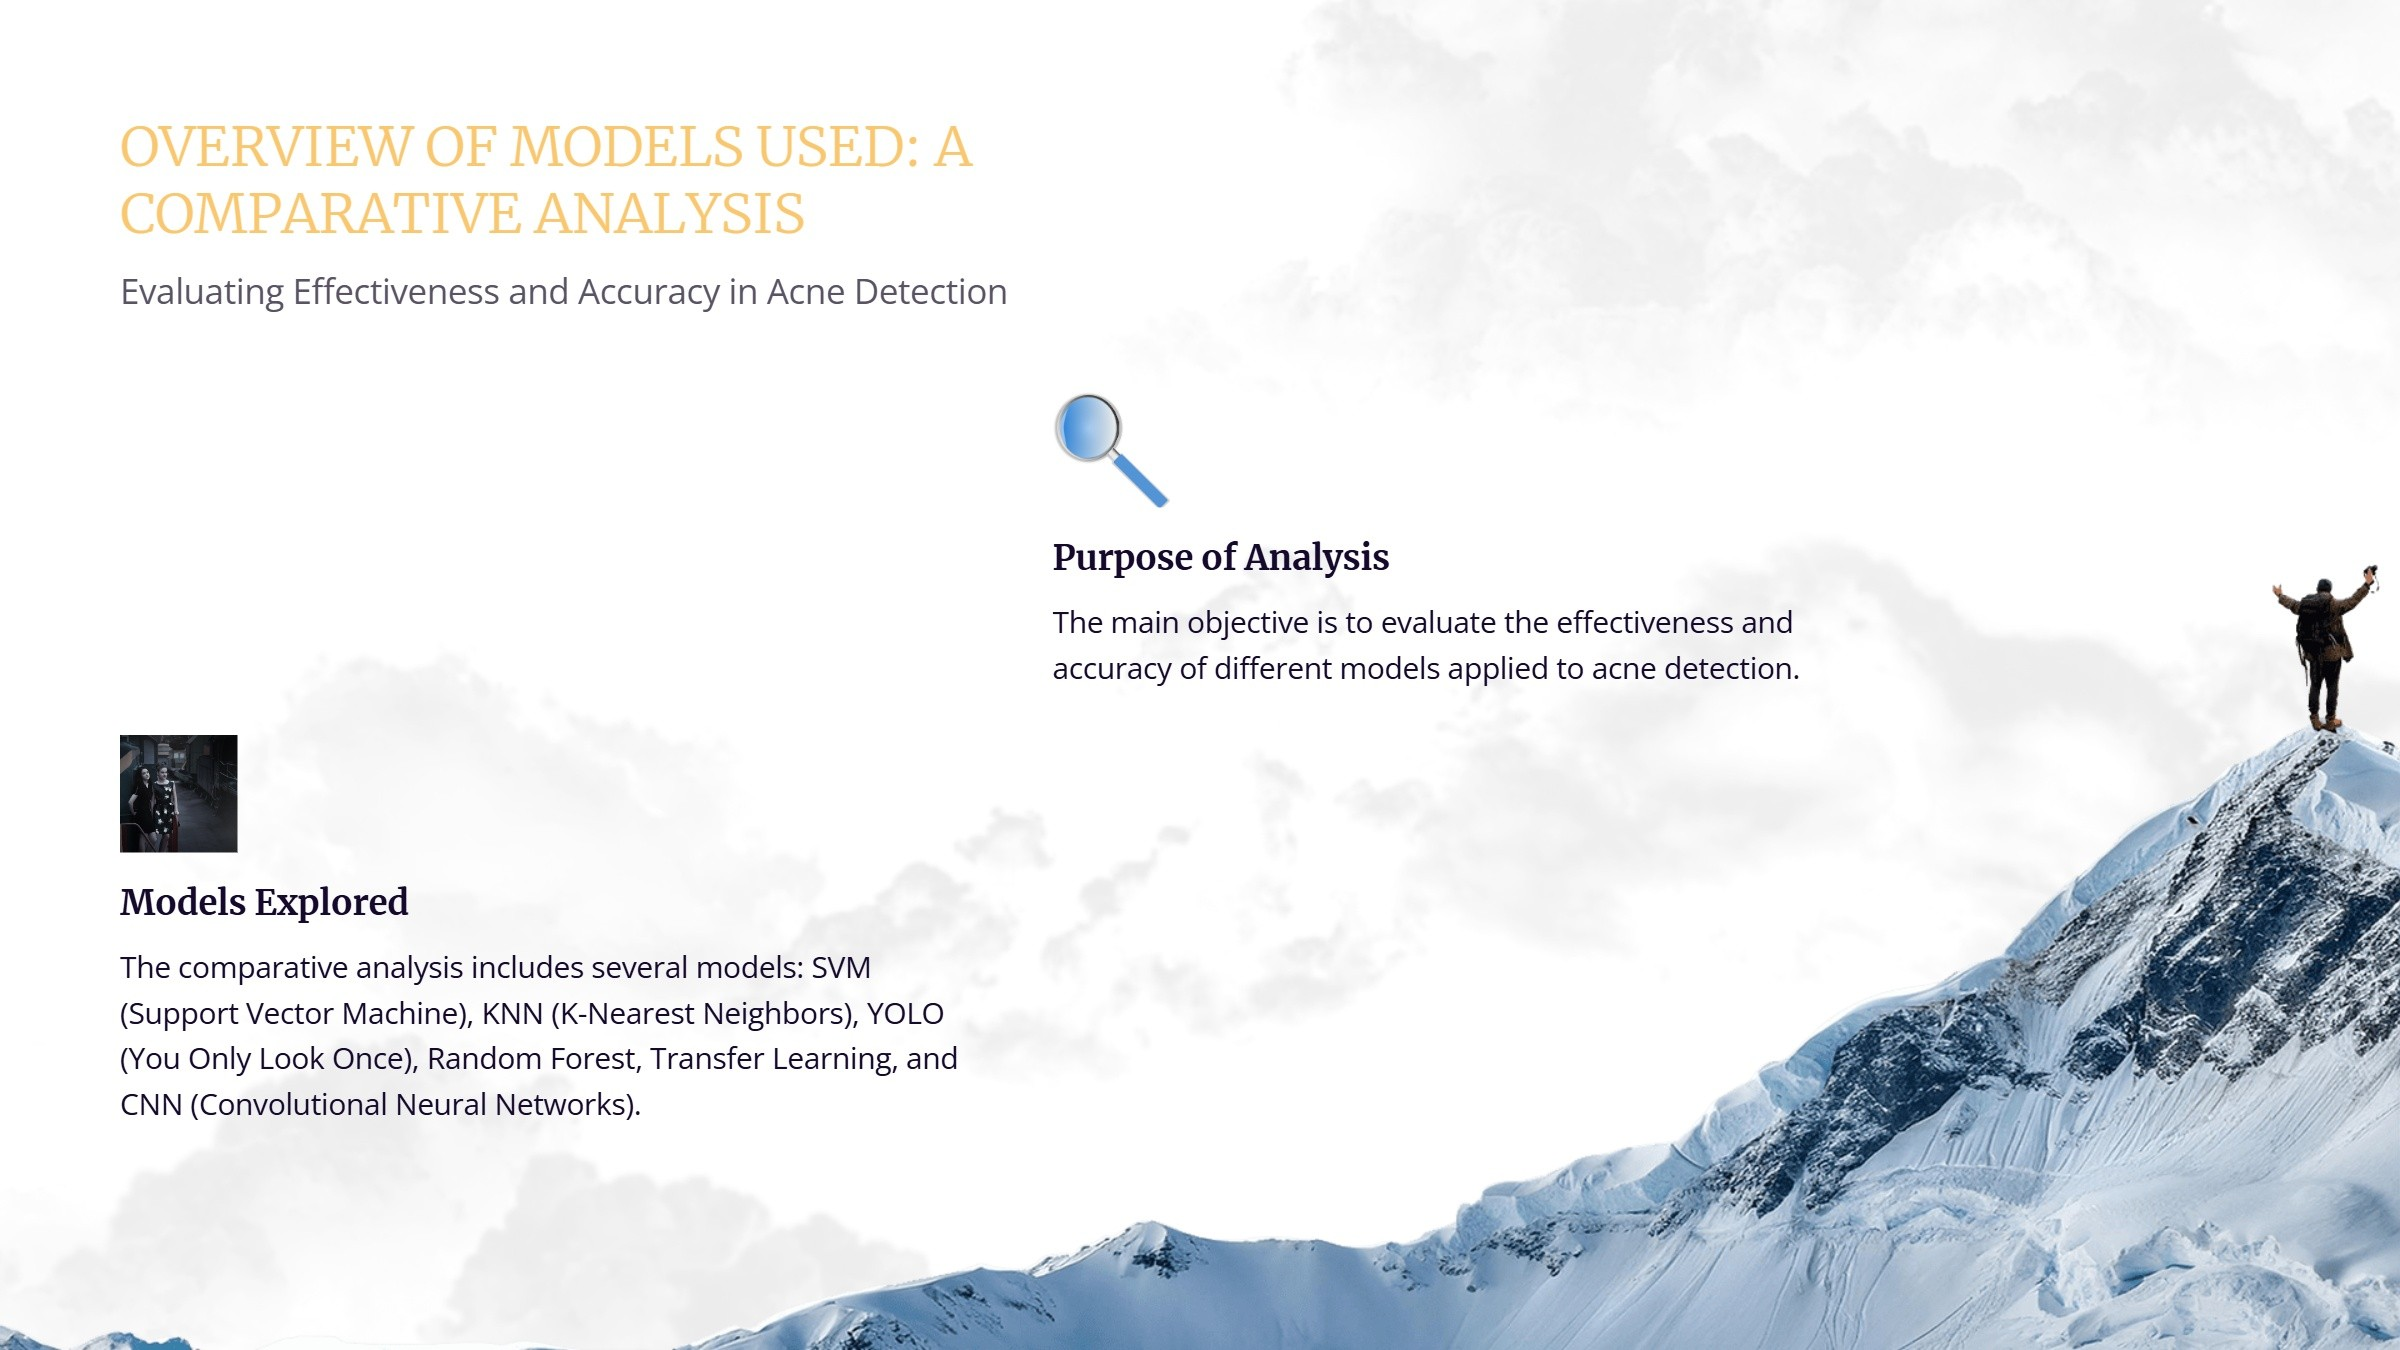 OVERVIEW OF MODELS USED: A
COMPARATIVE ANALYSIS
Evaluating Effectiveness and Accuracy in Acne Detection
Purpose of Analysis
The main objective is to evaluate the effectiveness and
accuracy of different models applied to acne detection.
Models Explored
The comparative analysis includes several models: SVM
(Support Vector Machine), KNN (K-Nearest Neighbors), YOLO
(You Only Look Once), Random Forest, Transfer Learning, and
CNN (Convolutional Neural Networks).